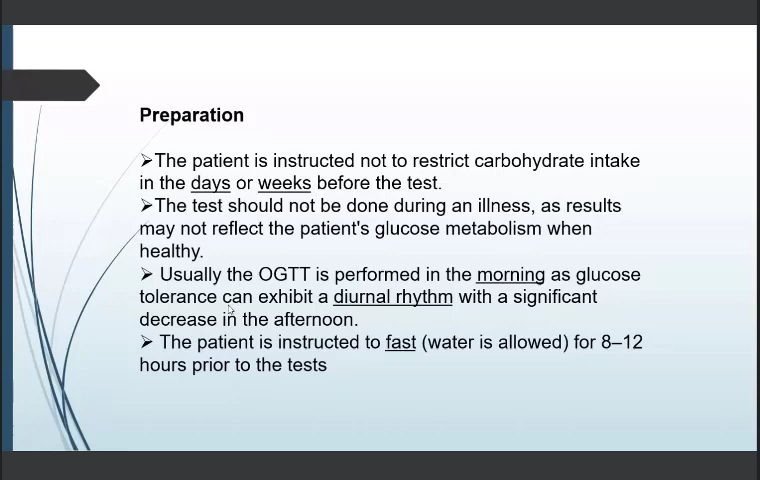 Preparation
➢The patient is instructed not to restrict carbohydrate intake
in the days or weeks before the test.
➢The test should not be done during an illness, as results
may not reflect the patient's glucose metabolism when
healthy.
➢ Usually the OGTT is performed in the morning as glucose
tolerance can exhibit a diurnal rhythm with a significant
decrease in the afternoon.
➢ The patient is instructed to fast (water is allowed) for 8–12
hours prior to the tests